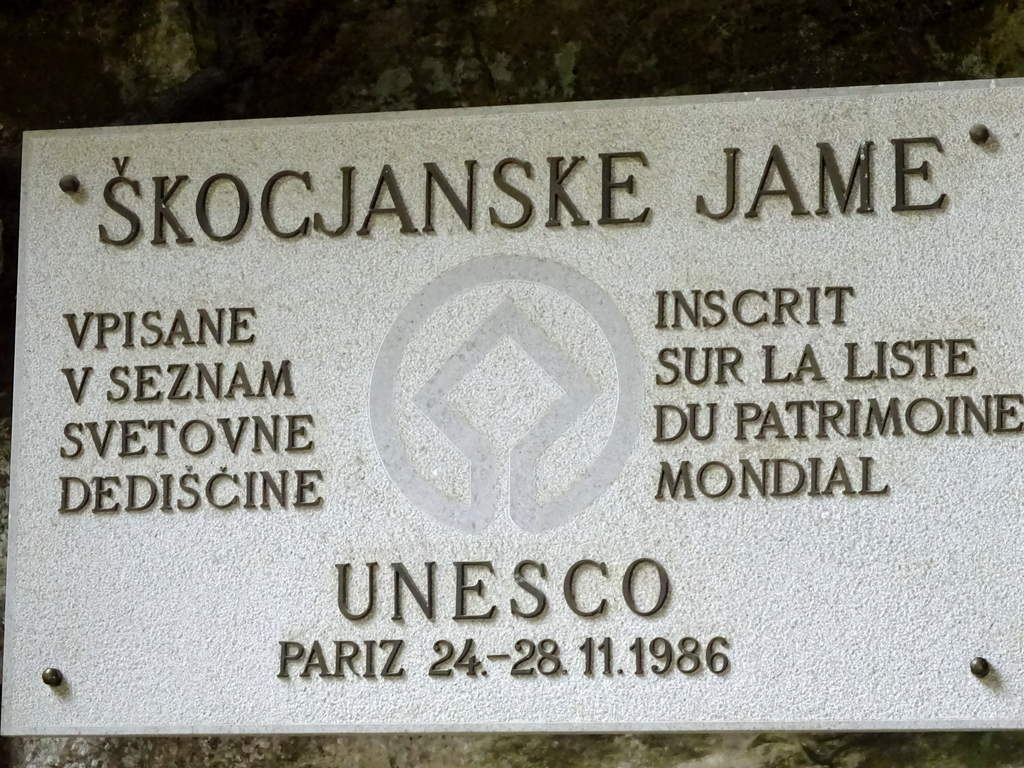 ŠKOCJANSKE JAME
VPISANE
V SEZNAM
SVETOVNE
DEDIŠČINE
INSCRIT
SUR LA LISTE
DU PATRIMOINE
MONDIAL
UNESCO
PARIZ 24.-28.11.1986